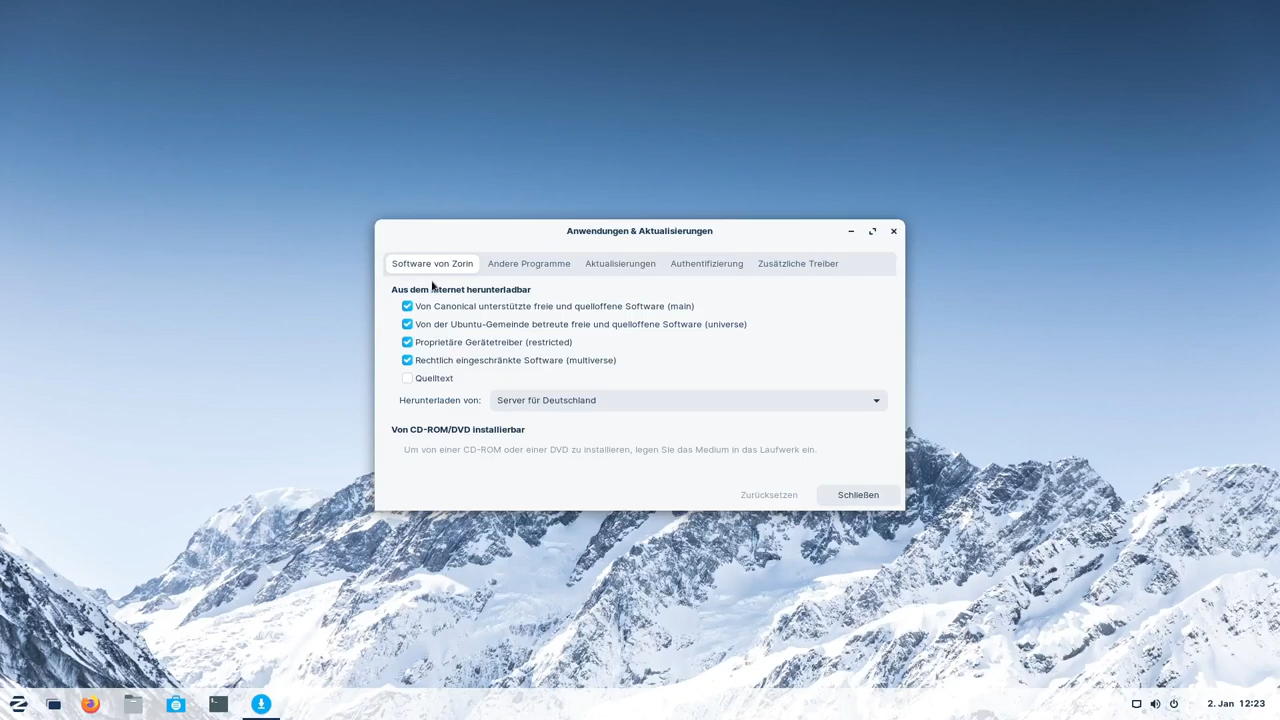 Anwendungen & Aktualisierungen
Software von Zorin Andere Programme Aktualisierungen Authentifizierung Zusätzliche Treiber
Aus dem Internet herunterladbar
Von Canonical unterstützte freie und quelloffene Software (main)
Von der Ubuntu-Gemeinde betreute freie und quelloffene Software (universe)
Proprietäre Gerätetreiber (restricted)
Rechtlich eingeschränkte Software (multiverse)
Quelltext
Herunterladen von: Server für Deutschland
Von CD-ROM/DVD installierbar
Um von einer CD-ROM oder einer DVD zu installieren, legen Sie das Medium in das Laufwerk ein.
Zurücksetzen Schließen
2. Jan 12:23